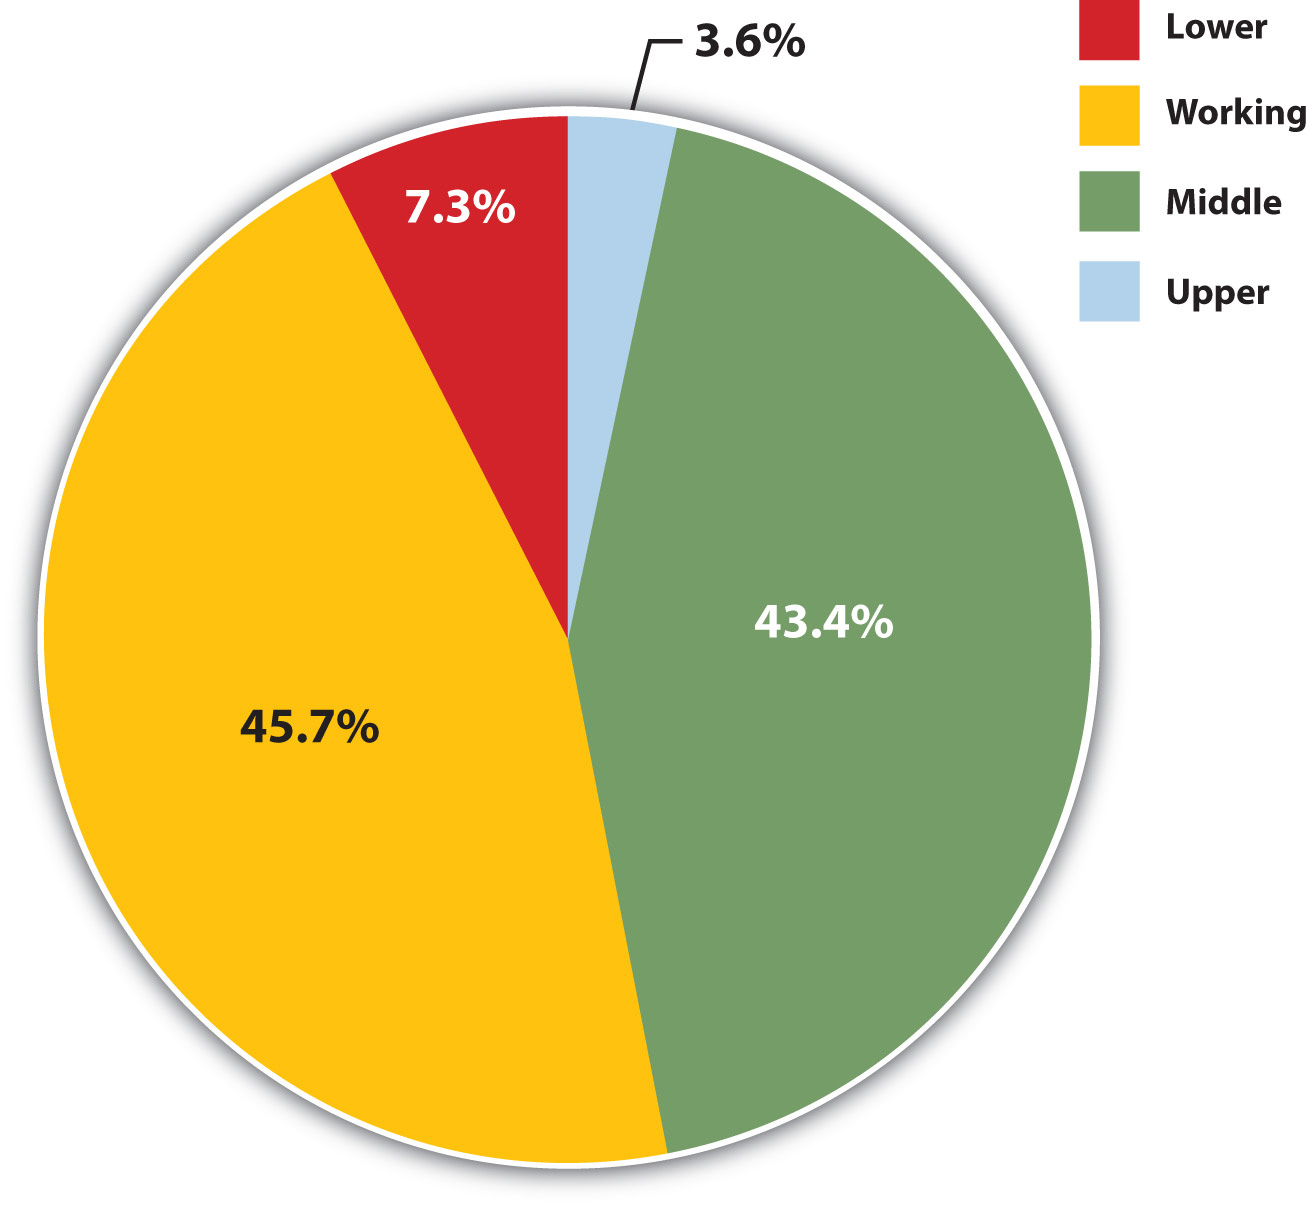 3.6%
7.3%
43.4%
45.7%
Lower
Working
Middle
Upper